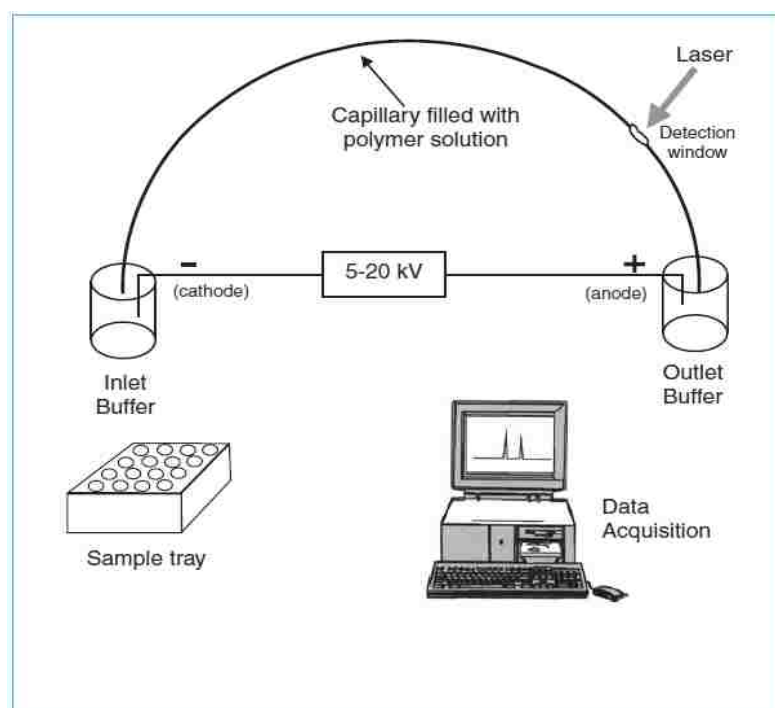 Laser
Capillary filled with
polymer solution
Detection
window
–
5-20 kV
+
(cathode)
(anode)
Inlet
Buffer
Outlet
Buffer
Data
Acquisition
Sample tray